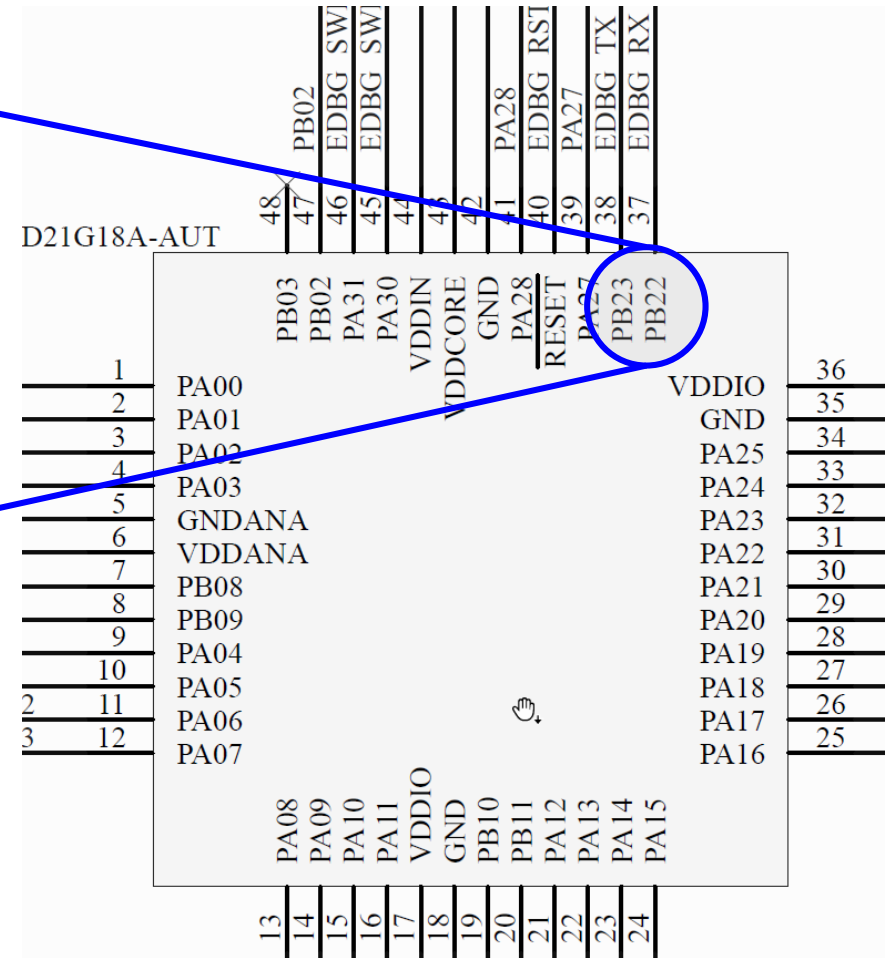 PB02
EDBG SW
EDBG SW
PA28
EDBG RST
PA27
EDBG TX
EDBG RX
48
47
46
45
44
43
42
41
40
39
38
37
D21G18A-AUT
PB03
PB02
PA31
PA30
VDDIN
VDDCORE
GND
PA28
RESET
PA27
PB23
PB22
1 PA00
2 PA01
3 PA02
4 PA03
5 GNDANA
6 VDDANA
7 PB08
8 PB09
9 PA04
10 PA05
2 11 PA06
3 12 PA07
VDDIO 36
GND 35
PA25 34
PA24 33
PA23 32
PA22 31
PA21 30
PA20 29
PA19 28
PA18 27
PA17 26
PA16 25
PA08
PA09
PA10
PA11
VDDIO
GND
PB10
PB11
PA12
PA13
PA14
PA15
13
14
15
16
17
18
19
20
21
22
23
24